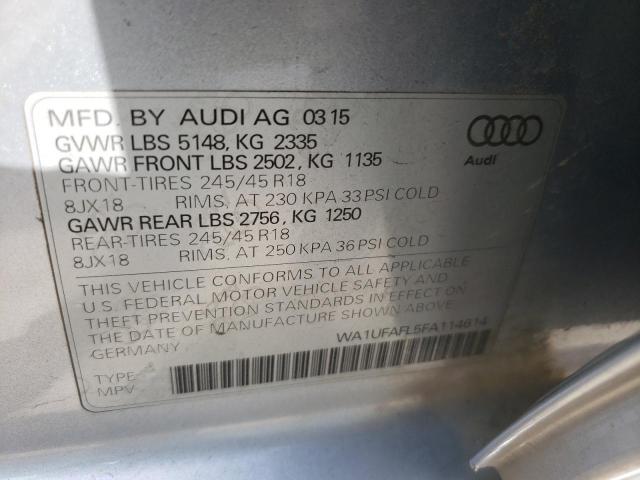 MFD. BY AUDI AG 03 15
GVWR LBS 5148, KG 2335
GAWR FRONT LBS 2502, KG 1135
FRONT-TIRES 245/45 R18
8JX18 RIMS, AT 230 KPA 33 PSI COLD
GAWR REAR LBS 2756, KG 1250
REAR-TIRES 245/45 R18
8JX18 RIMS, AT 250 KPA 36 PSI COLD
THIS VEHICLE CONFORMS TO ALL APPLICABLE
U.S. FEDERAL MOTOR VEHICLE SAFETY AND
THEFT PREVENTION STANDARDS IN EFFECT ON
THE DATE OF MANUFACTURE SHOWN ABOVE.
GERMANY
WA1UFAFL5FA114614
TYPE
MPV
Audi